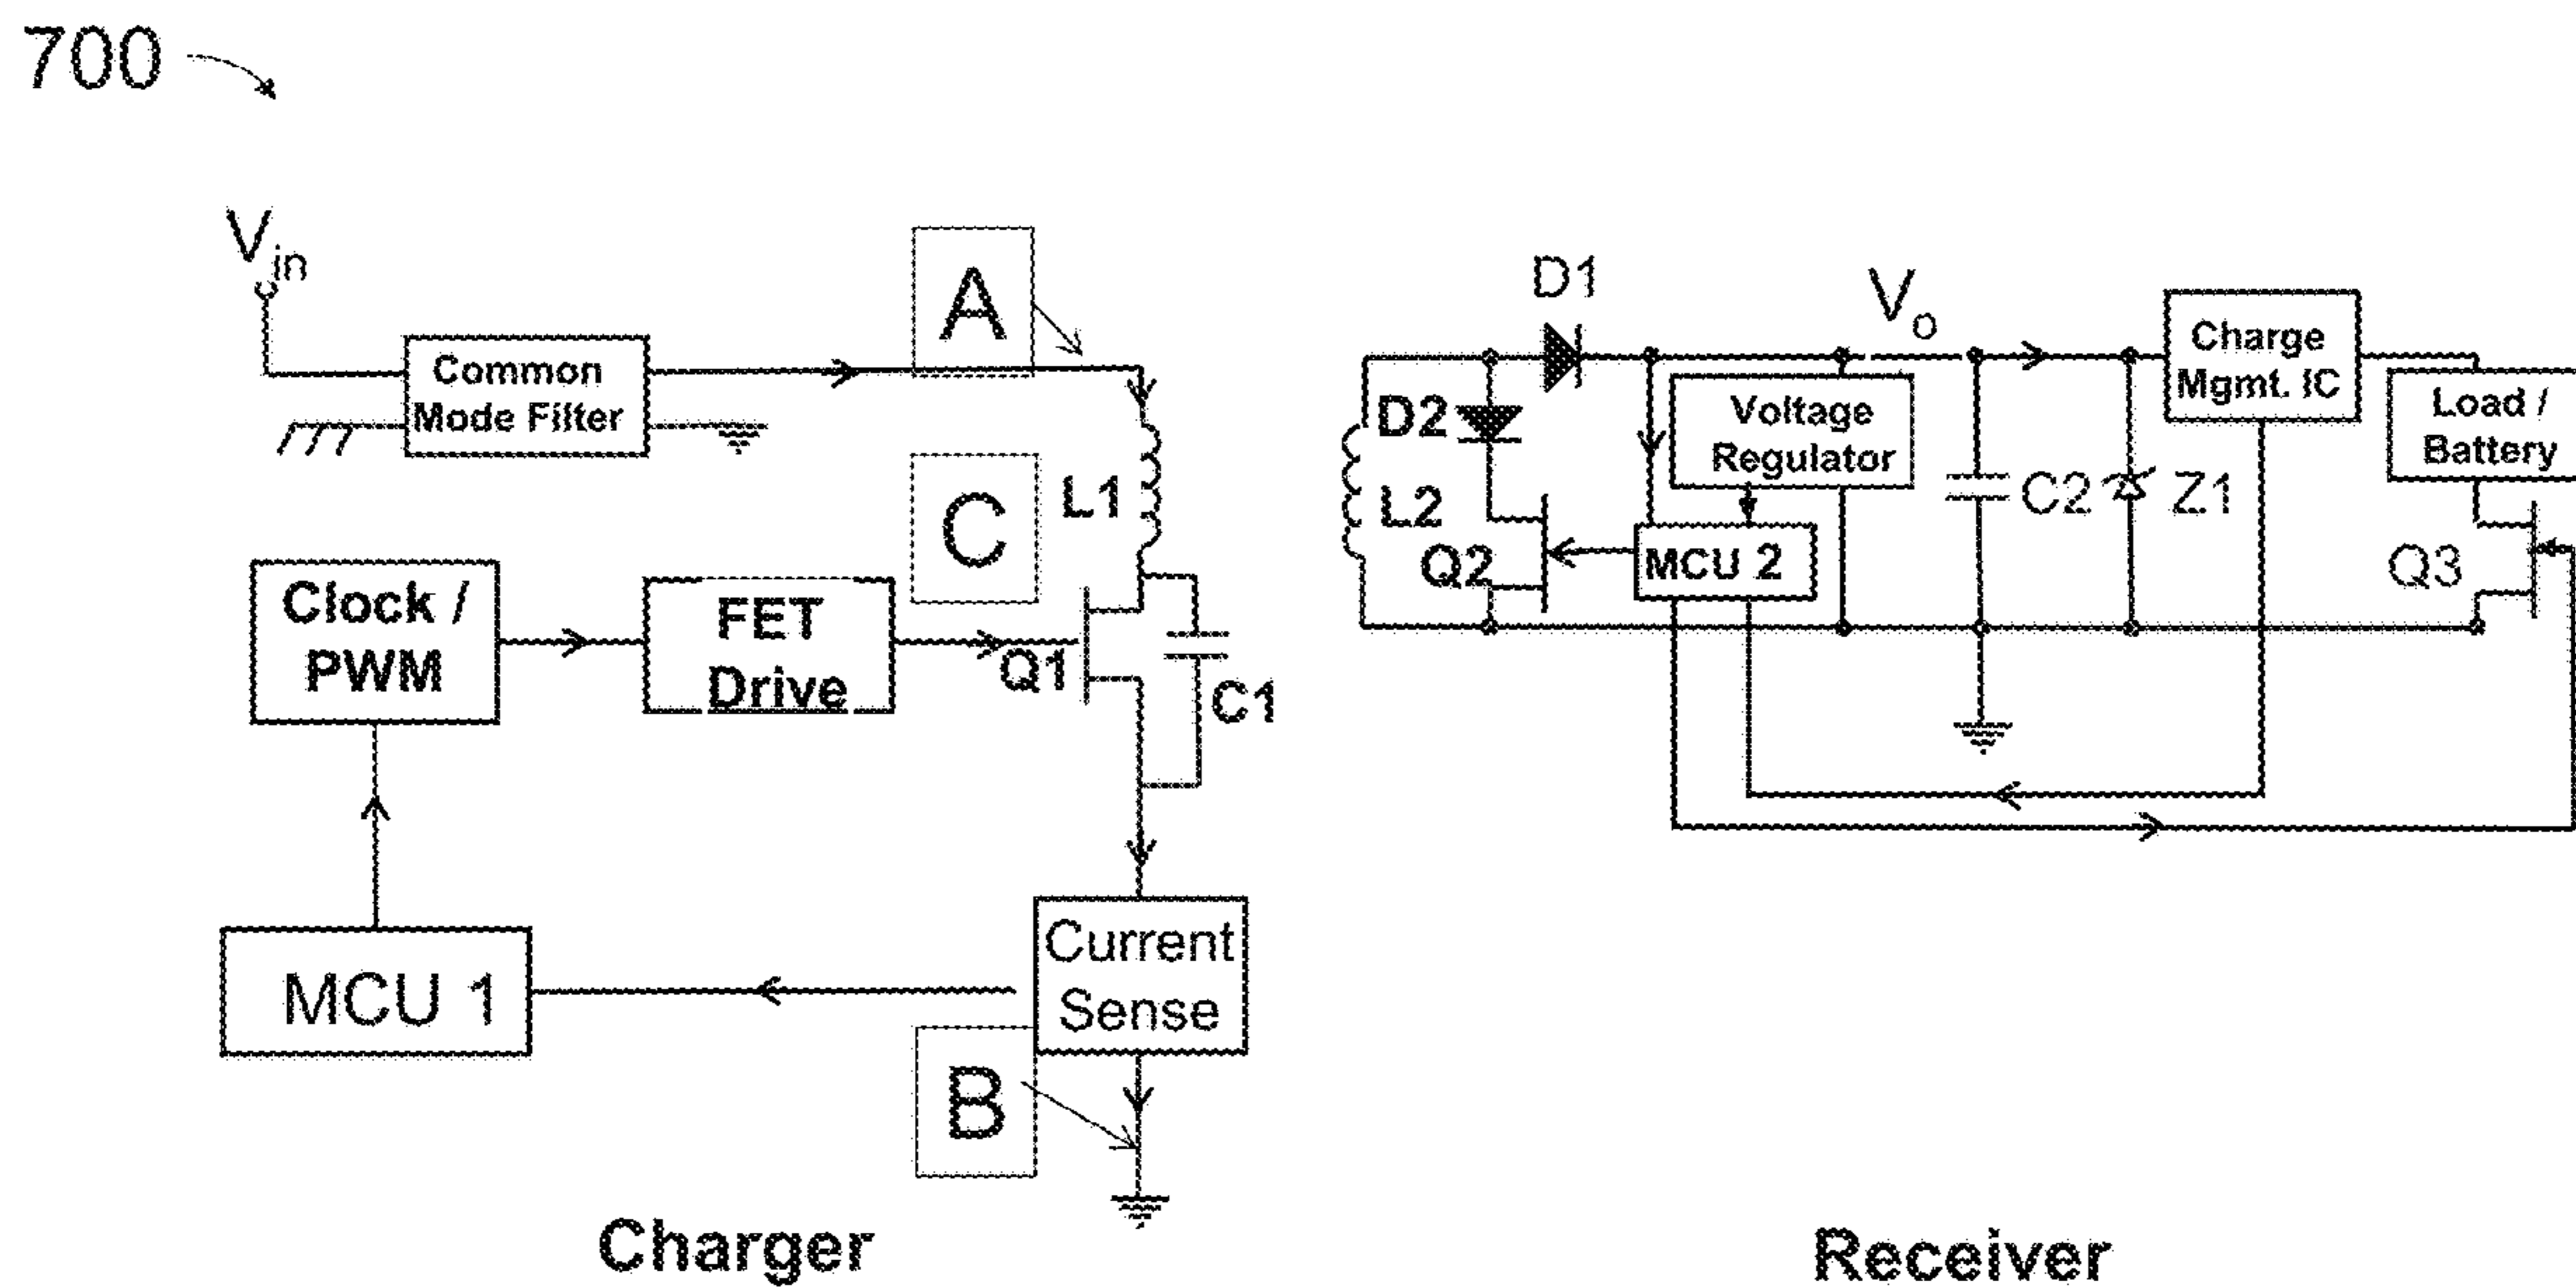 700
Vin
A
Common
Mode Filter
C
L1
Clock /
PWM
FET
Drive
Q1
C1
MCU 1
Current
Sense
B
Charger
D1
Vo
Charge
Mgmt. IC
D2
Voltage
Regulator
Load /
Battery
L2
C2
Z1
Q2
MCU 2
Q3
Receiver